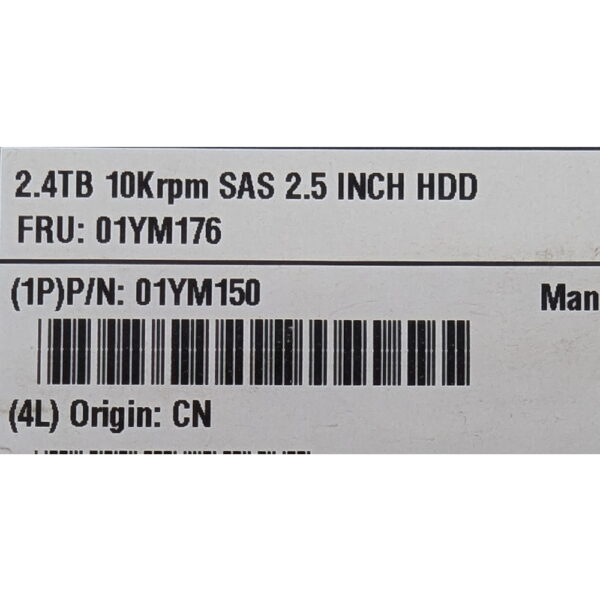 2.4TB 10Krpm SAS 2.5 INCH HDD
FRU: 01YM176
(1P)P/N: 01YM150
Man
(4L) Origin: CN